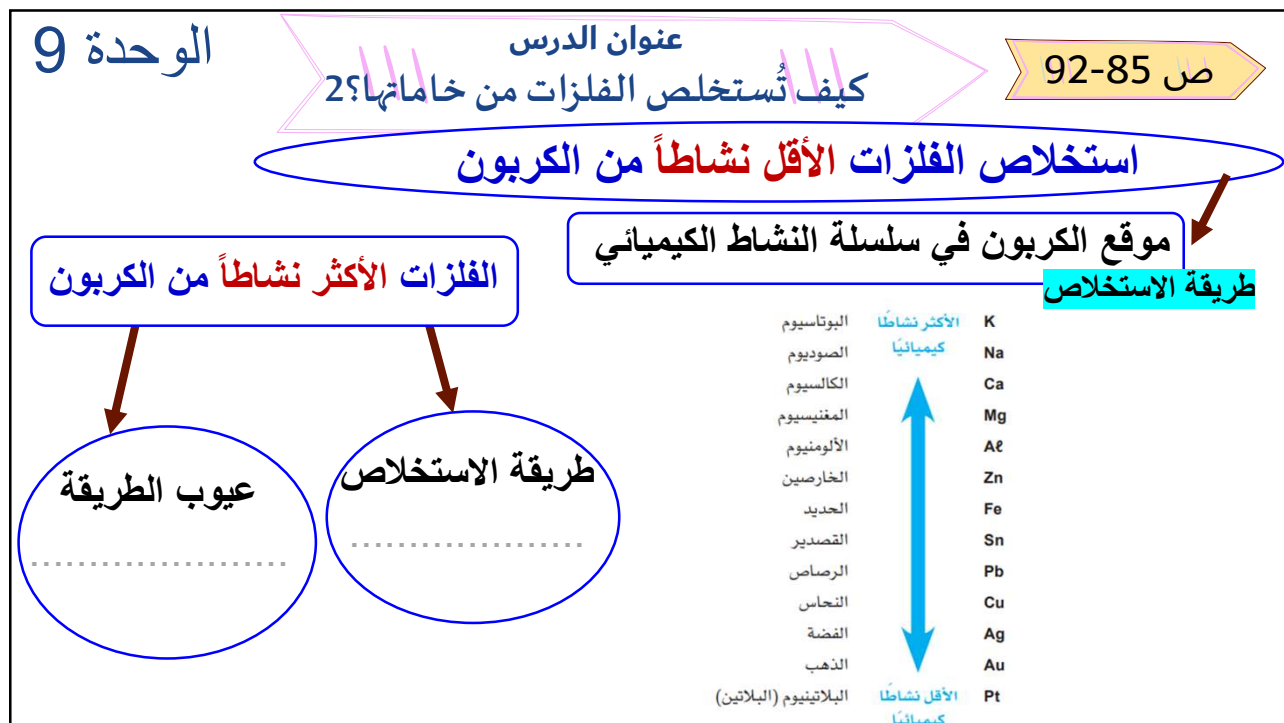 ص 85-92
عنوان الدرس
كيف تُستخلص الفلزات من خاماتها؟2
الوحدة 9
استخلاص الفلزات الأقل نشاطاً من الكربون
موقع الكربون في سلسلة النشاط الكيميائي
طريقة الاستخلاص
الفلزات الأكثر نشاطاً من الكربون
طريقة الاستخلاص
....................
عيوب الطريقة
......................
K الأكثر نشاطًا البوتاسيوم
Na كيميائيًا الصوديوم
Ca الكالسيوم
Mg المغنيسيوم
Aℓ الألومنيوم
Zn الخارصين
Fe الحديد
Sn القصدير
Pb الرصاص
Cu النحاس
Ag الفضة
Au الذهب
Pt الأقل نشاطًا البلاتينيوم (البلاتين)
كيميائيًا